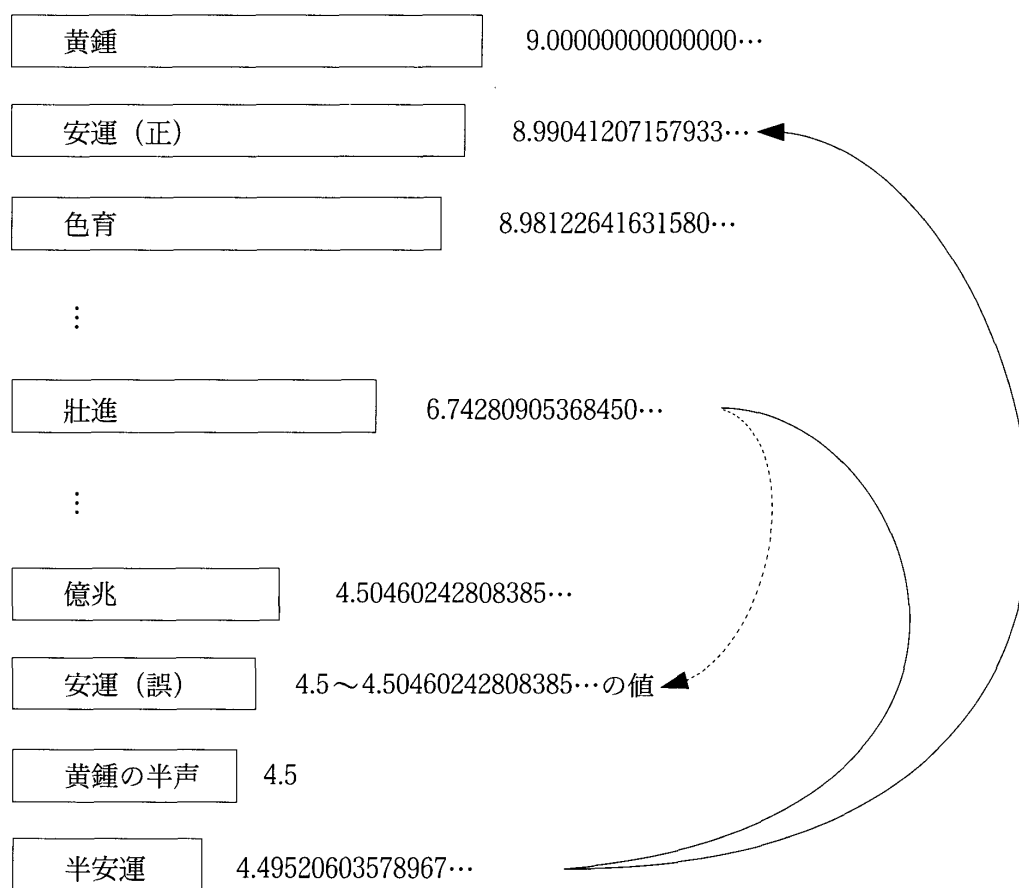 黄鍾 9.00000000000000…
安運（正） 8.99041207157933…
色育 8.98122641631580…
⋮
壯進 6.74280905368450…
⋮
億兆 4.50460242808385…
安運（誤） 4.5～4.50460242808385…の値
黄鍾の半声 4.5
半安運 4.49520603578967…